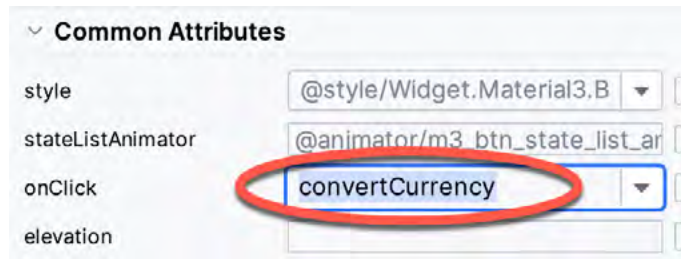 Common Attributes
style @style/Widget.Material3.B
stateListAnimator @animator/m3_btn_state_list_ar
onClick convertCurrency
elevation